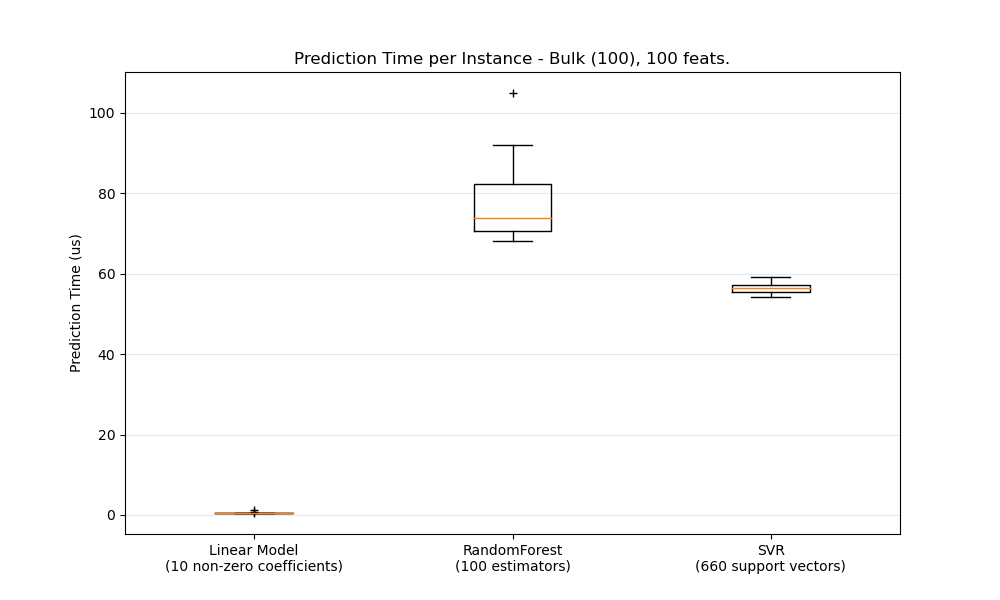 Prediction Time per Instance - Bulk (100), 100 feats.
Prediction Time (us)
100
80
60
40
20
0
Linear Model
(10 non-zero coefficients)
RandomForest
(100 estimators)
SVR
(660 support vectors)